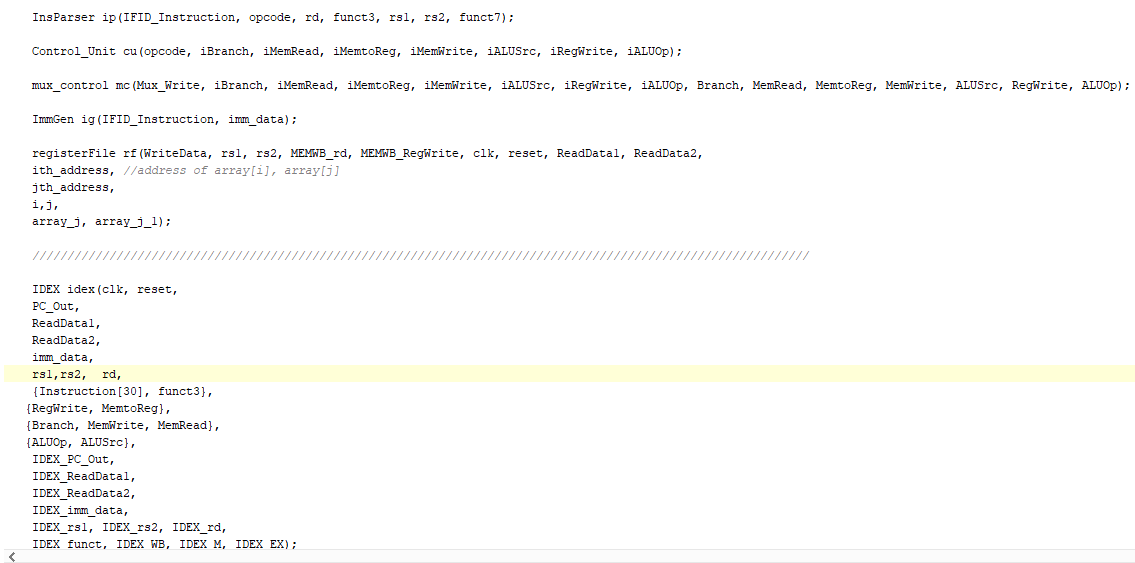 InsParser ip(IFID_Instruction, opcode, rd, funct3, rs1, rs2, funct7);
Control_Unit cu(opcode, iBranch, iMemRead, iMemtoReg, iMemWrite, iALUSrc, iRegWrite, iALUOp);
mux_control mc(Mux_Write, iBranch, iMemRead, iMemtoReg, iMemWrite, iALUSrc, iRegWrite, iALUOp, Branch, MemRead, MemtoReg, MemWrite, ALUSrc, RegWrite, ALUOp);
ImmGen ig(IFID_Instruction, imm_data);
registerFile rf(WriteData, rs1, rs2, MEMWB_rd, MEMWB_RegWrite, clk, reset, ReadData1, ReadData2,
ith_address, //address of array[i], array[j]
jth_address,
i,j,
array_j, array_j_1);
///////////////////////////////////////////////////////////////////////////////////////////////////////////////
IDEX idex(clk, reset,
PC_Out,
ReadData1,
ReadData2,
imm_data,
rs1,rs2,  rd,
{Instruction[30], funct3},
{RegWrite, MemtoReg},
{Branch, MemWrite, MemRead},
{ALUOp, ALUSrc},
IDEX_PC_Out,
IDEX_ReadData1,
IDEX_ReadData2,
IDEX_imm_data,
IDEX_rs1, IDEX_rs2, IDEX_rd,
IDEX_funct, IDEX_WB, IDEX_M, IDEX_EX);